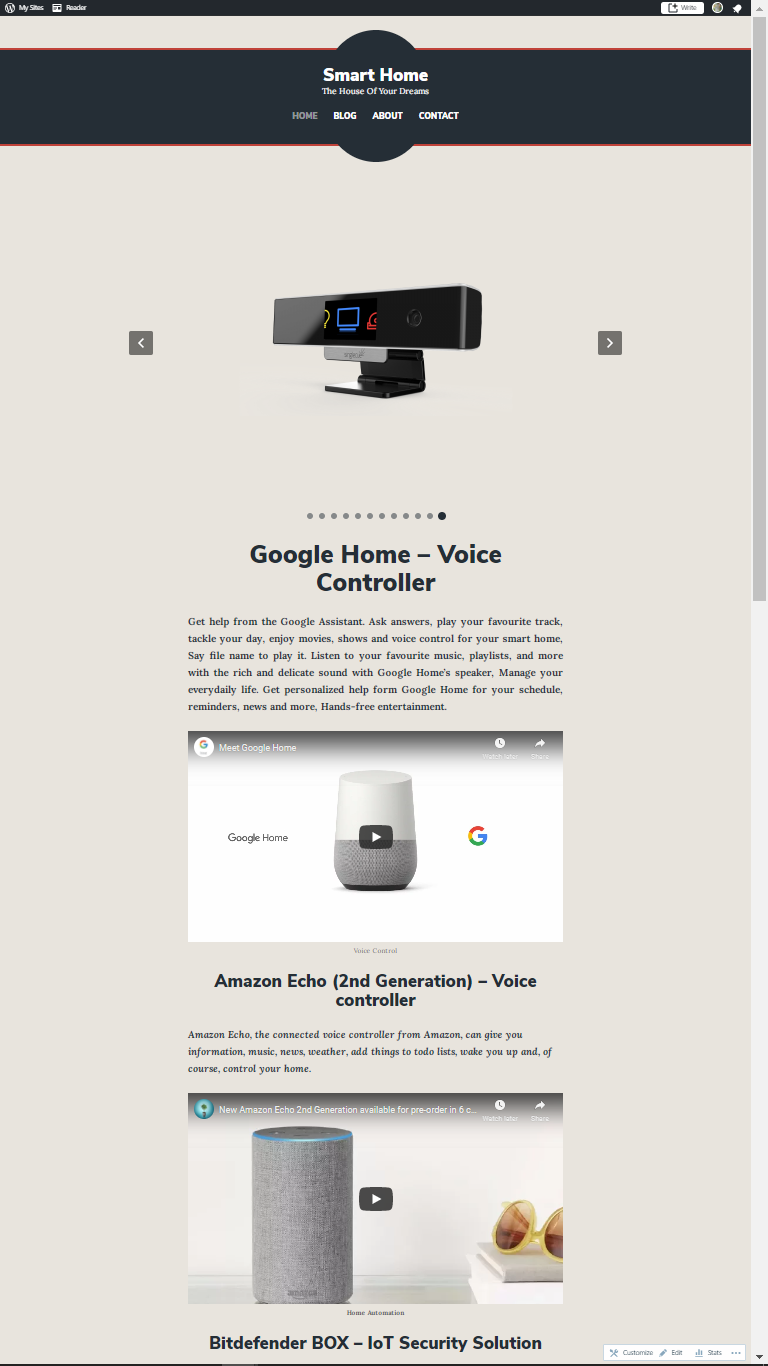 My Sites Reader Write
Smart Home
The House Of Your Dreams
HOME BLOG ABOUT CONTACT
Google Home – Voice
Controller
Get help from the Google Assistant. Ask answers, play your favourite track,
tackle your day, enjoy movies, shows and voice control for your smart home,
Say file name to play it. Listen to your favourite music, playlists, and more
with the rich and delicate sound with Google Home's speaker, Manage your
everydaily life. Get personalized help form Google Home for your schedule,
reminders, news and more, Hands-free entertainment.
Meet Google Home
Watch later Share
Google Home
Voice Control
Amazon Echo (2nd Generation) – Voice
controller
Amazon Echo, the connected voice controller from Amazon, can give you
information, music, news, weather, add things to todo lists, wake you up and, of
course, control your home.
New Amazon Echo 2nd Generation available for pre-order in 6 c...
Watch later Share
amazon
Home Automation
Bitdefender BOX – IoT Security Solution
Customize Edit Stats